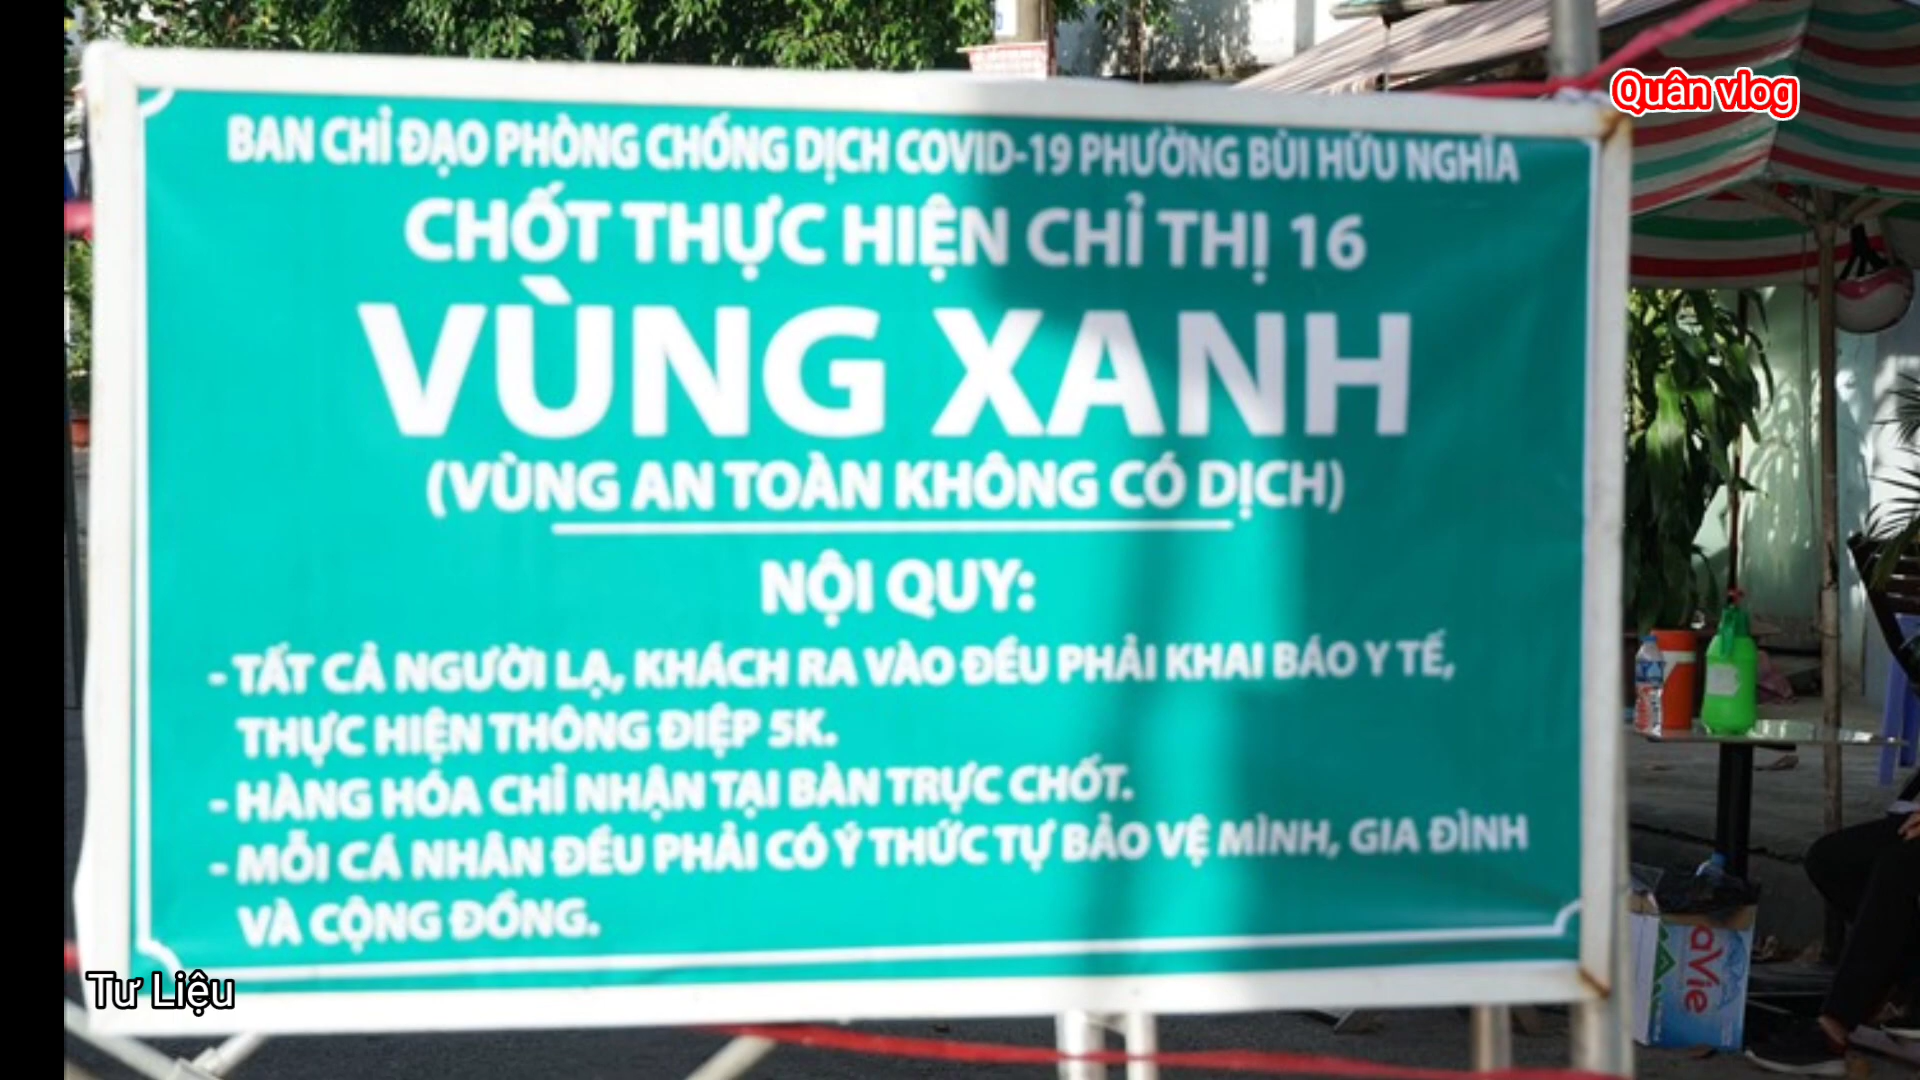 Quân vlog
BAN CHỈ ĐẠO PHÒNG CHỐNG DỊCH COVID-19 PHƯỜNG BÙI HỮU NGHĨA
CHỐT THỰC HIỆN CHỈ THỊ 16
VÙNG XANH
(VÙNG AN TOÀN KHÔNG CÓ DỊCH)
NỘI QUY:
- TẤT CẢ NGƯỜI LẠ, KHÁCH RA VÀO ĐỀU PHẢI KHAI BÁO Y TẾ,
THỰC HIỆN THÔNG ĐIỆP 5K.
- HÀNG HÓA CHỈ NHẬN TẠI BÀN TRỰC CHỐT.
- MỖI CÁ NHÂN ĐỀU PHẢI CÓ Ý THỨC TỰ BẢO VỆ MÌNH, GIA ĐÌNH
VÀ CỘNG ĐỒNG.
aVie
Tư Liệu